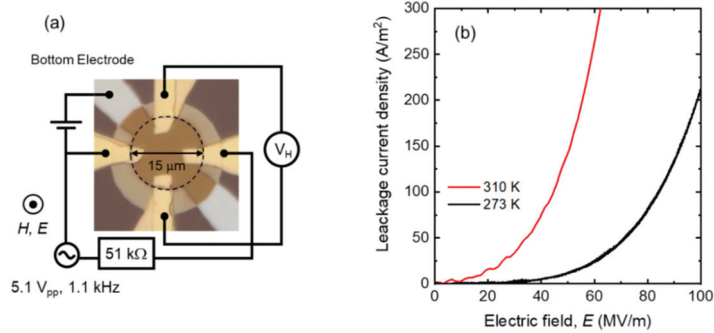 (a)
Bottom Electrode
15 μm
V_H
H, E
51 kΩ
5.1 V_pp, 1.1 kHz
(b)
Leackage current density (A/m²)
300
250
200
150
100
50
0
310 K
273 K
0 20 40 60 80 100
Electric field, E (MV/m)